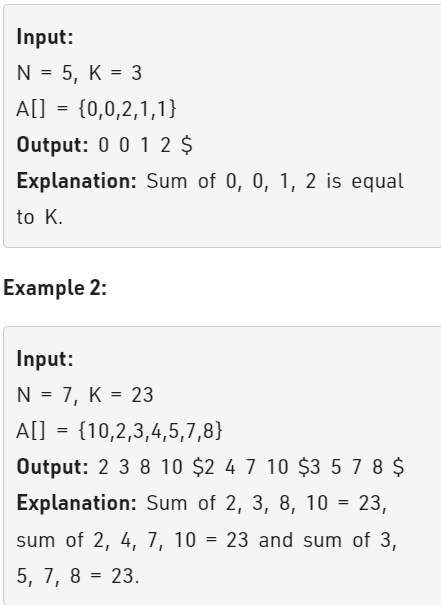 Input:
N = 5, K = 3
A[] = {0,0,2,1,1}
Output: 0 0 1 2 $
Explanation: Sum of 0, 0, 1, 2 is equal
to K.
Example 2:
Input:
N = 7, K = 23
A[] = {10,2,3,4,5,7,8}
Output: 2 3 8 10 $2 4 7 10 $3 5 7 8 $
Explanation: Sum of 2, 3, 8, 10 = 23,
sum of 2, 4, 7, 10 = 23 and sum of 3,
5, 7, 8 = 23.